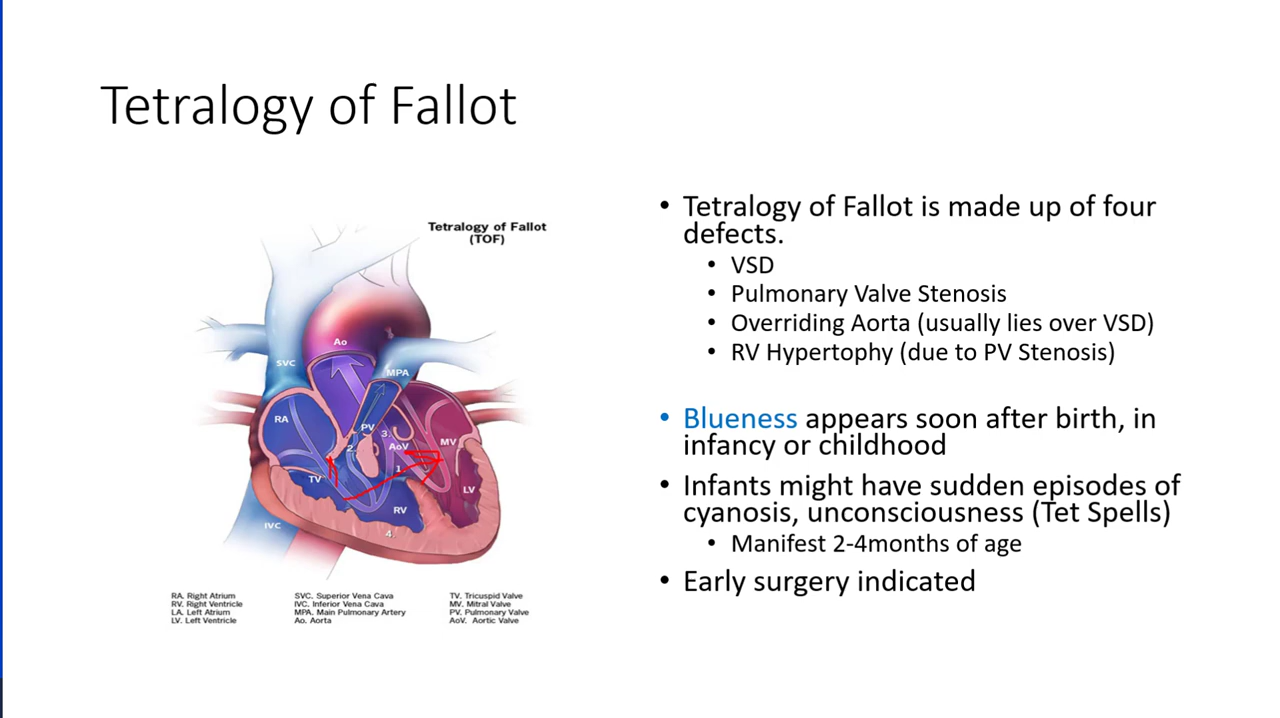 Tetralogy of Fallot
Tetralogy of Fallot
(TOF)
Ao
SVC
MPA
RA
PV
3.
2.
AoV
MV
1.
TV
LV
RV
IVC
4.
RA. Right Atrium
RV. Right Ventricle
LA. Left Atrium
LV. Left Ventricle
SVC. Superior Vena Cava
IVC. Inferior Vena Cava
MPA. Main Pulmonary Artery
Ao. Aorta
TV. Tricuspid Valve
MV. Mitral Valve
PV. Pulmonary Valve
AoV. Aortic Valve
• Tetralogy of Fallot is made up of four
defects.
• VSD
• Pulmonary Valve Stenosis
• Overriding Aorta (usually lies over VSD)
• RV Hypertophy (due to PV Stenosis)
• Blueness appears soon after birth, in
infancy or childhood
• Infants might have sudden episodes of
cyanosis, unconsciousness (Tet Spells)
• Manifest 2-4months of age
• Early surgery indicated